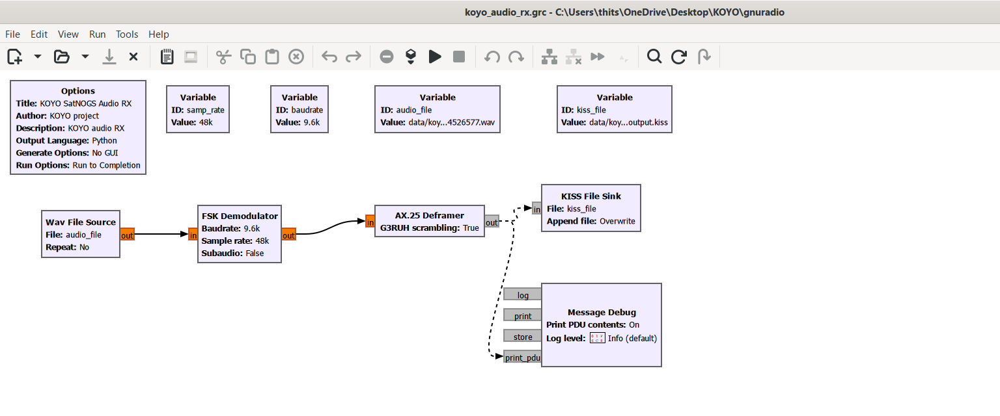 koyo_audio_rx.grc - C:\Users\thits\OneDrive\Desktop\KOYO\gnuradio
File Edit View Run Tools Help
Options
Title: KOYO SatNOGS Audio RX
Author: KOYO project
Description: KOYO audio RX
Output Language: Python
Generate Options: No GUI
Run Options: Run to Completion
Variable
ID: samp_rate
Value: 48k
Variable
ID: baudrate
Value: 9.6k
Variable
ID: audio_file
Value: data/koy...4526577.wav
Variable
ID: kiss_file
Value: data/koy...output.kiss
Wav File Source
File: audio_file
Repeat: No
out
in
FSK Demodulator
Baudrate: 9.6k
Sample rate: 48k
Subaudio: False
out
in
AX.25 Deframer
G3RUH scrambling: True
out
in
KISS File Sink
File: kiss_file
Append file: Overwrite
log
print
store
print_pdu
Message Debug
Print PDU contents: On
Log level: Info (default)